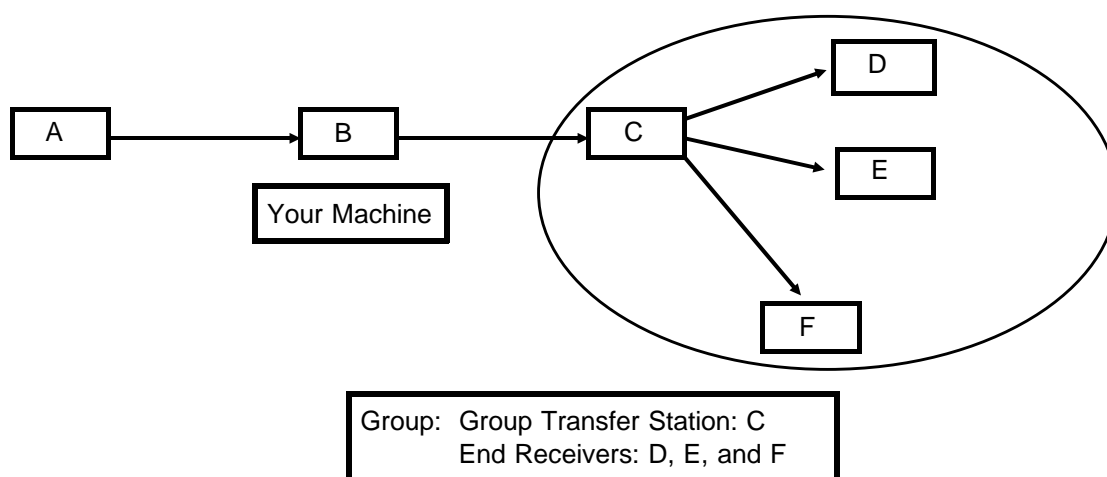 D
A
B
C
E
Your Machine
F
Group: Group Transfer Station: C
End Receivers: D, E, and F